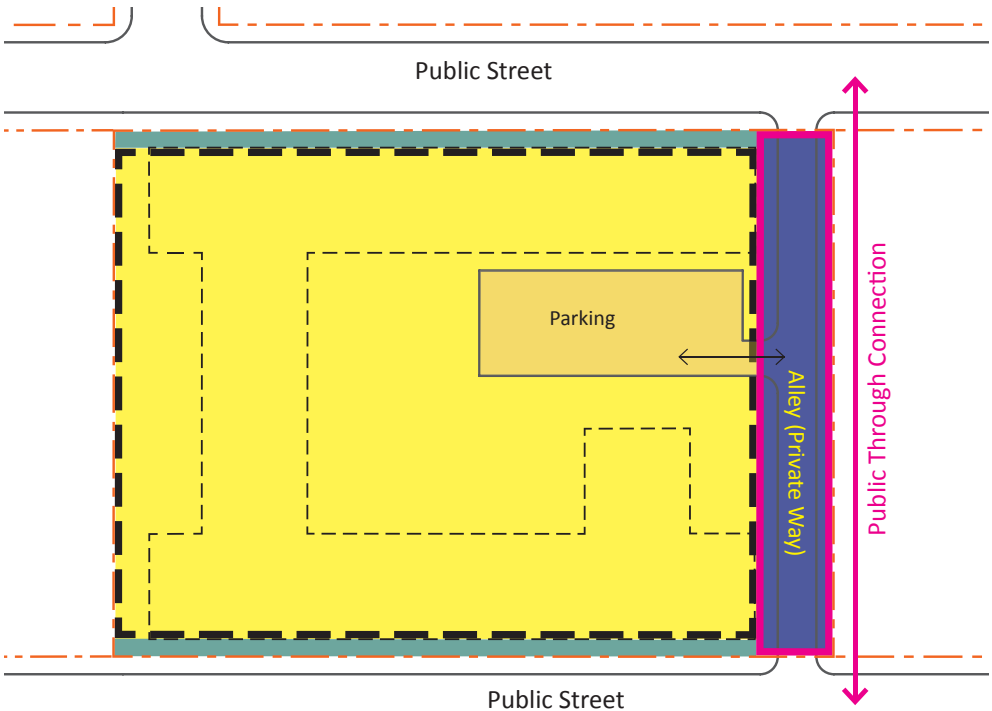 Public Street
Parking
Alley (Private Way)
Public Through Connection
Public Street